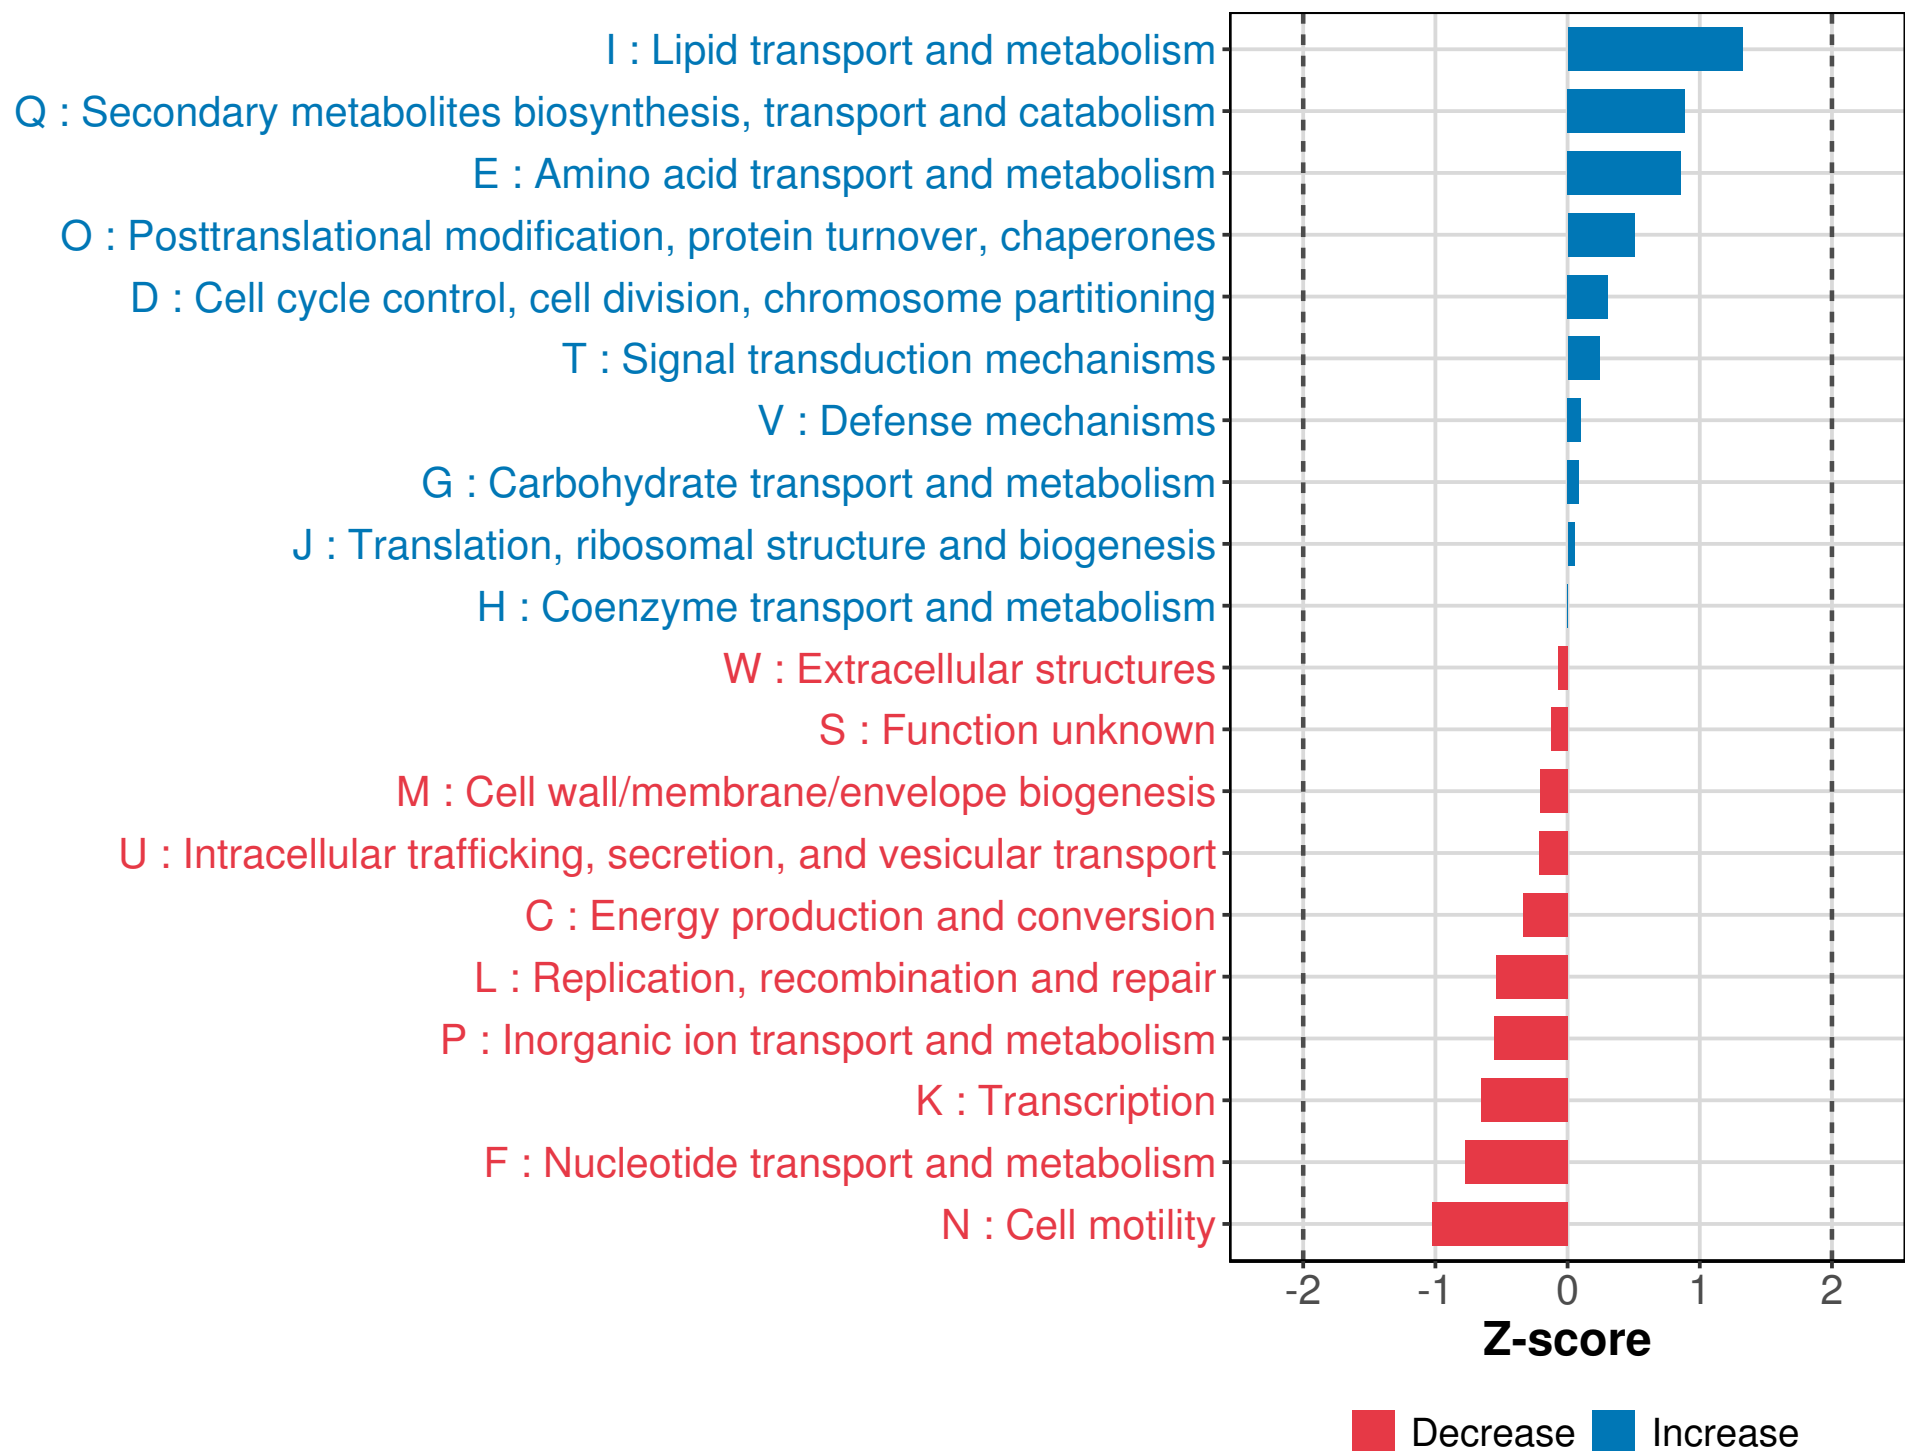 I : Lipid transport and metabolism
Q : Secondary metabolites biosynthesis, transport and catabolism
E : Amino acid transport and metabolism
O : Posttranslational modification, protein turnover, chaperones
D : Cell cycle control, cell division, chromosome partitioning
T : Signal transduction mechanisms
V : Defense mechanisms
G : Carbohydrate transport and metabolism
J : Translation, ribosomal structure and biogenesis
H : Coenzyme transport and metabolism
W : Extracellular structures
S : Function unknown
M : Cell wall/membrane/envelope biogenesis
U : Intracellular trafficking, secretion, and vesicular transport
C : Energy production and conversion
L : Replication, recombination and repair
P : Inorganic ion transport and metabolism
K : Transcription
F : Nucleotide transport and metabolism
N : Cell motility
-2 -1 0 1 2
Z-score
Decrease Increase